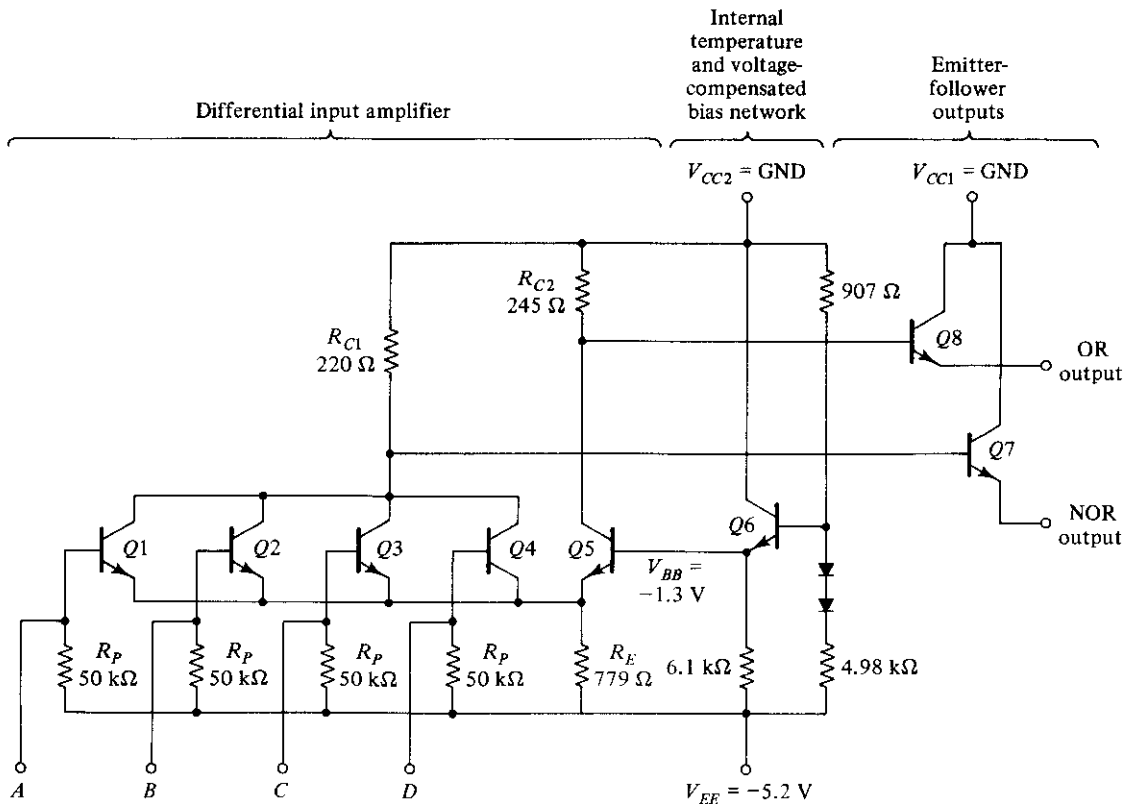 Internal
temperature
and voltage-
compensated
bias network
Emitter-
follower
outputs
Differential input amplifier
V_CC2 = GND
V_CC1 = GND
R_C2
245 Ω
907 Ω
R_C1
220 Ω
Q8
OR
output
Q7
NOR
output
Q1
Q2
Q3
Q4
Q5
Q6
V_BB =
−1.3 V
R_P
50 kΩ
R_P
50 kΩ
R_P
50 kΩ
R_P
50 kΩ
R_E
779 Ω
6.1 kΩ
4.98 kΩ
A
B
C
D
V_EE = −5.2 V